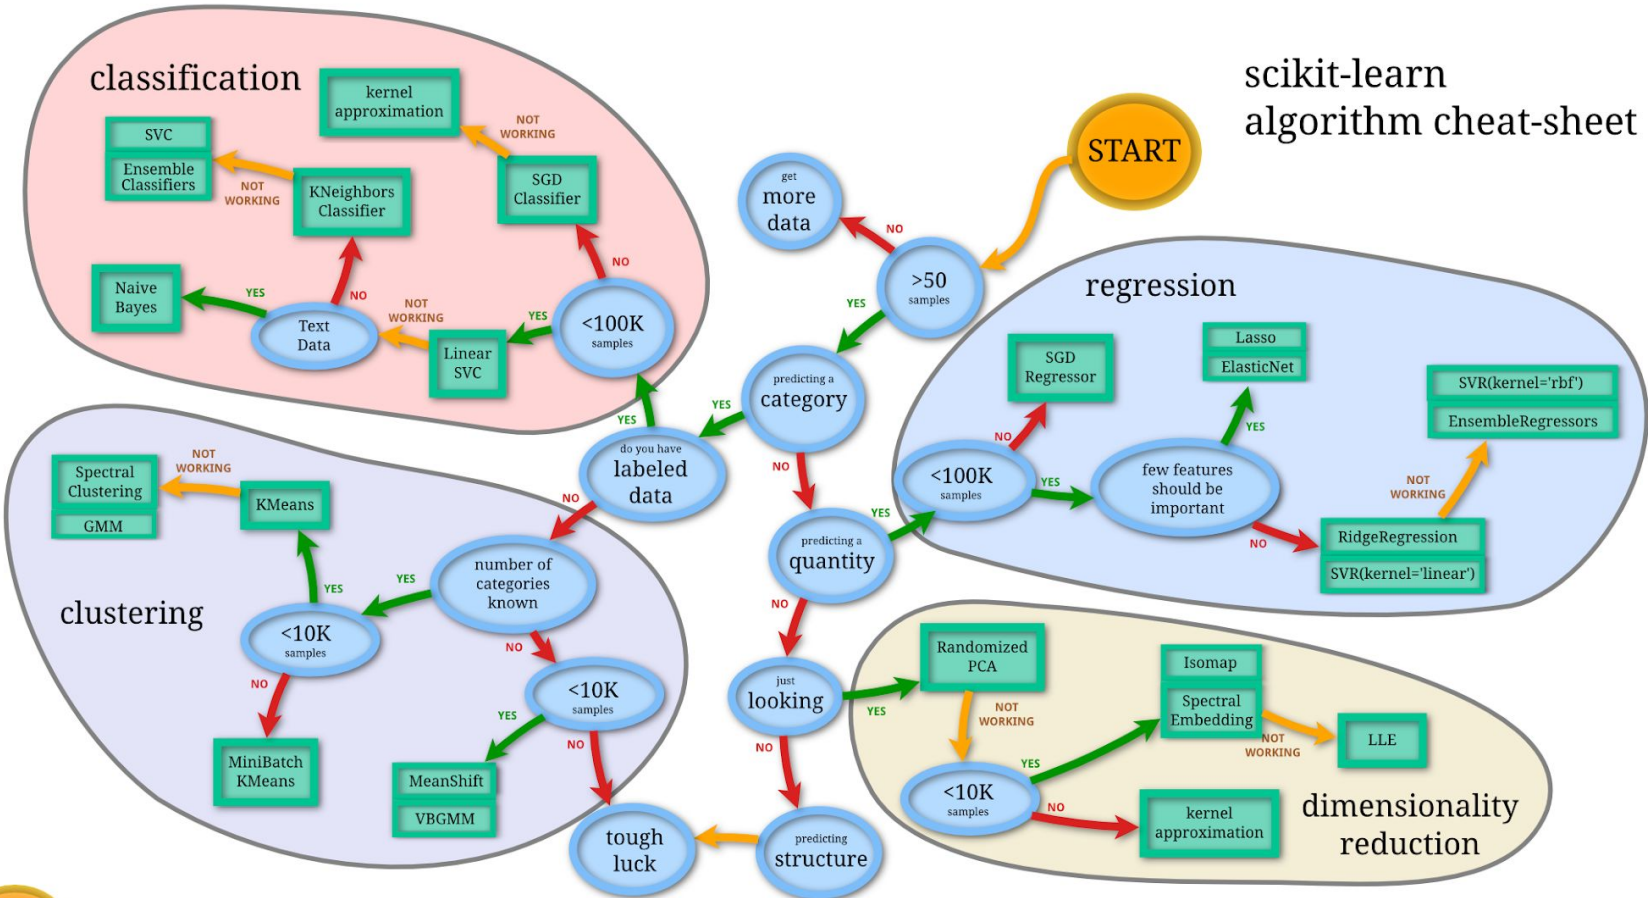 scikit-learn
algorithm cheat-sheet
START
>50
samples
NO
get
more
data
YES
predicting a
category
YES
do you have
labeled
data
YES
classification
<100K
samples
NO
SGD
Classifier
NOT
WORKING
kernel
approximation
YES
Linear
SVC
NOT
WORKING
Text
Data
YES
Naive
Bayes
NO
KNeighbors
Classifier
NOT
WORKING
SVC
Ensemble
Classifiers
NO
clustering
number of
categories
known
YES
<10K
samples
YES
KMeans
NOT
WORKING
Spectral
Clustering
GMM
NO
MiniBatch
KMeans
NO
<10K
samples
YES
MeanShift
VBGMM
NO
tough
luck
NO
predicting a
quantity
YES
regression
<100K
samples
NO
SGD
Regressor
YES
few features
should be
important
YES
Lasso
ElasticNet
NO
RidgeRegression
SVR(kernel='linear')
NOT
WORKING
SVR(kernel='rbf')
EnsembleRegressors
NO
just
looking
YES
dimensionality
reduction
Randomized
PCA
NOT
WORKING
<10K
samples
YES
Isomap
Spectral
Embedding
NOT
WORKING
LLE
NO
kernel
approximation
NO
predicting
structure